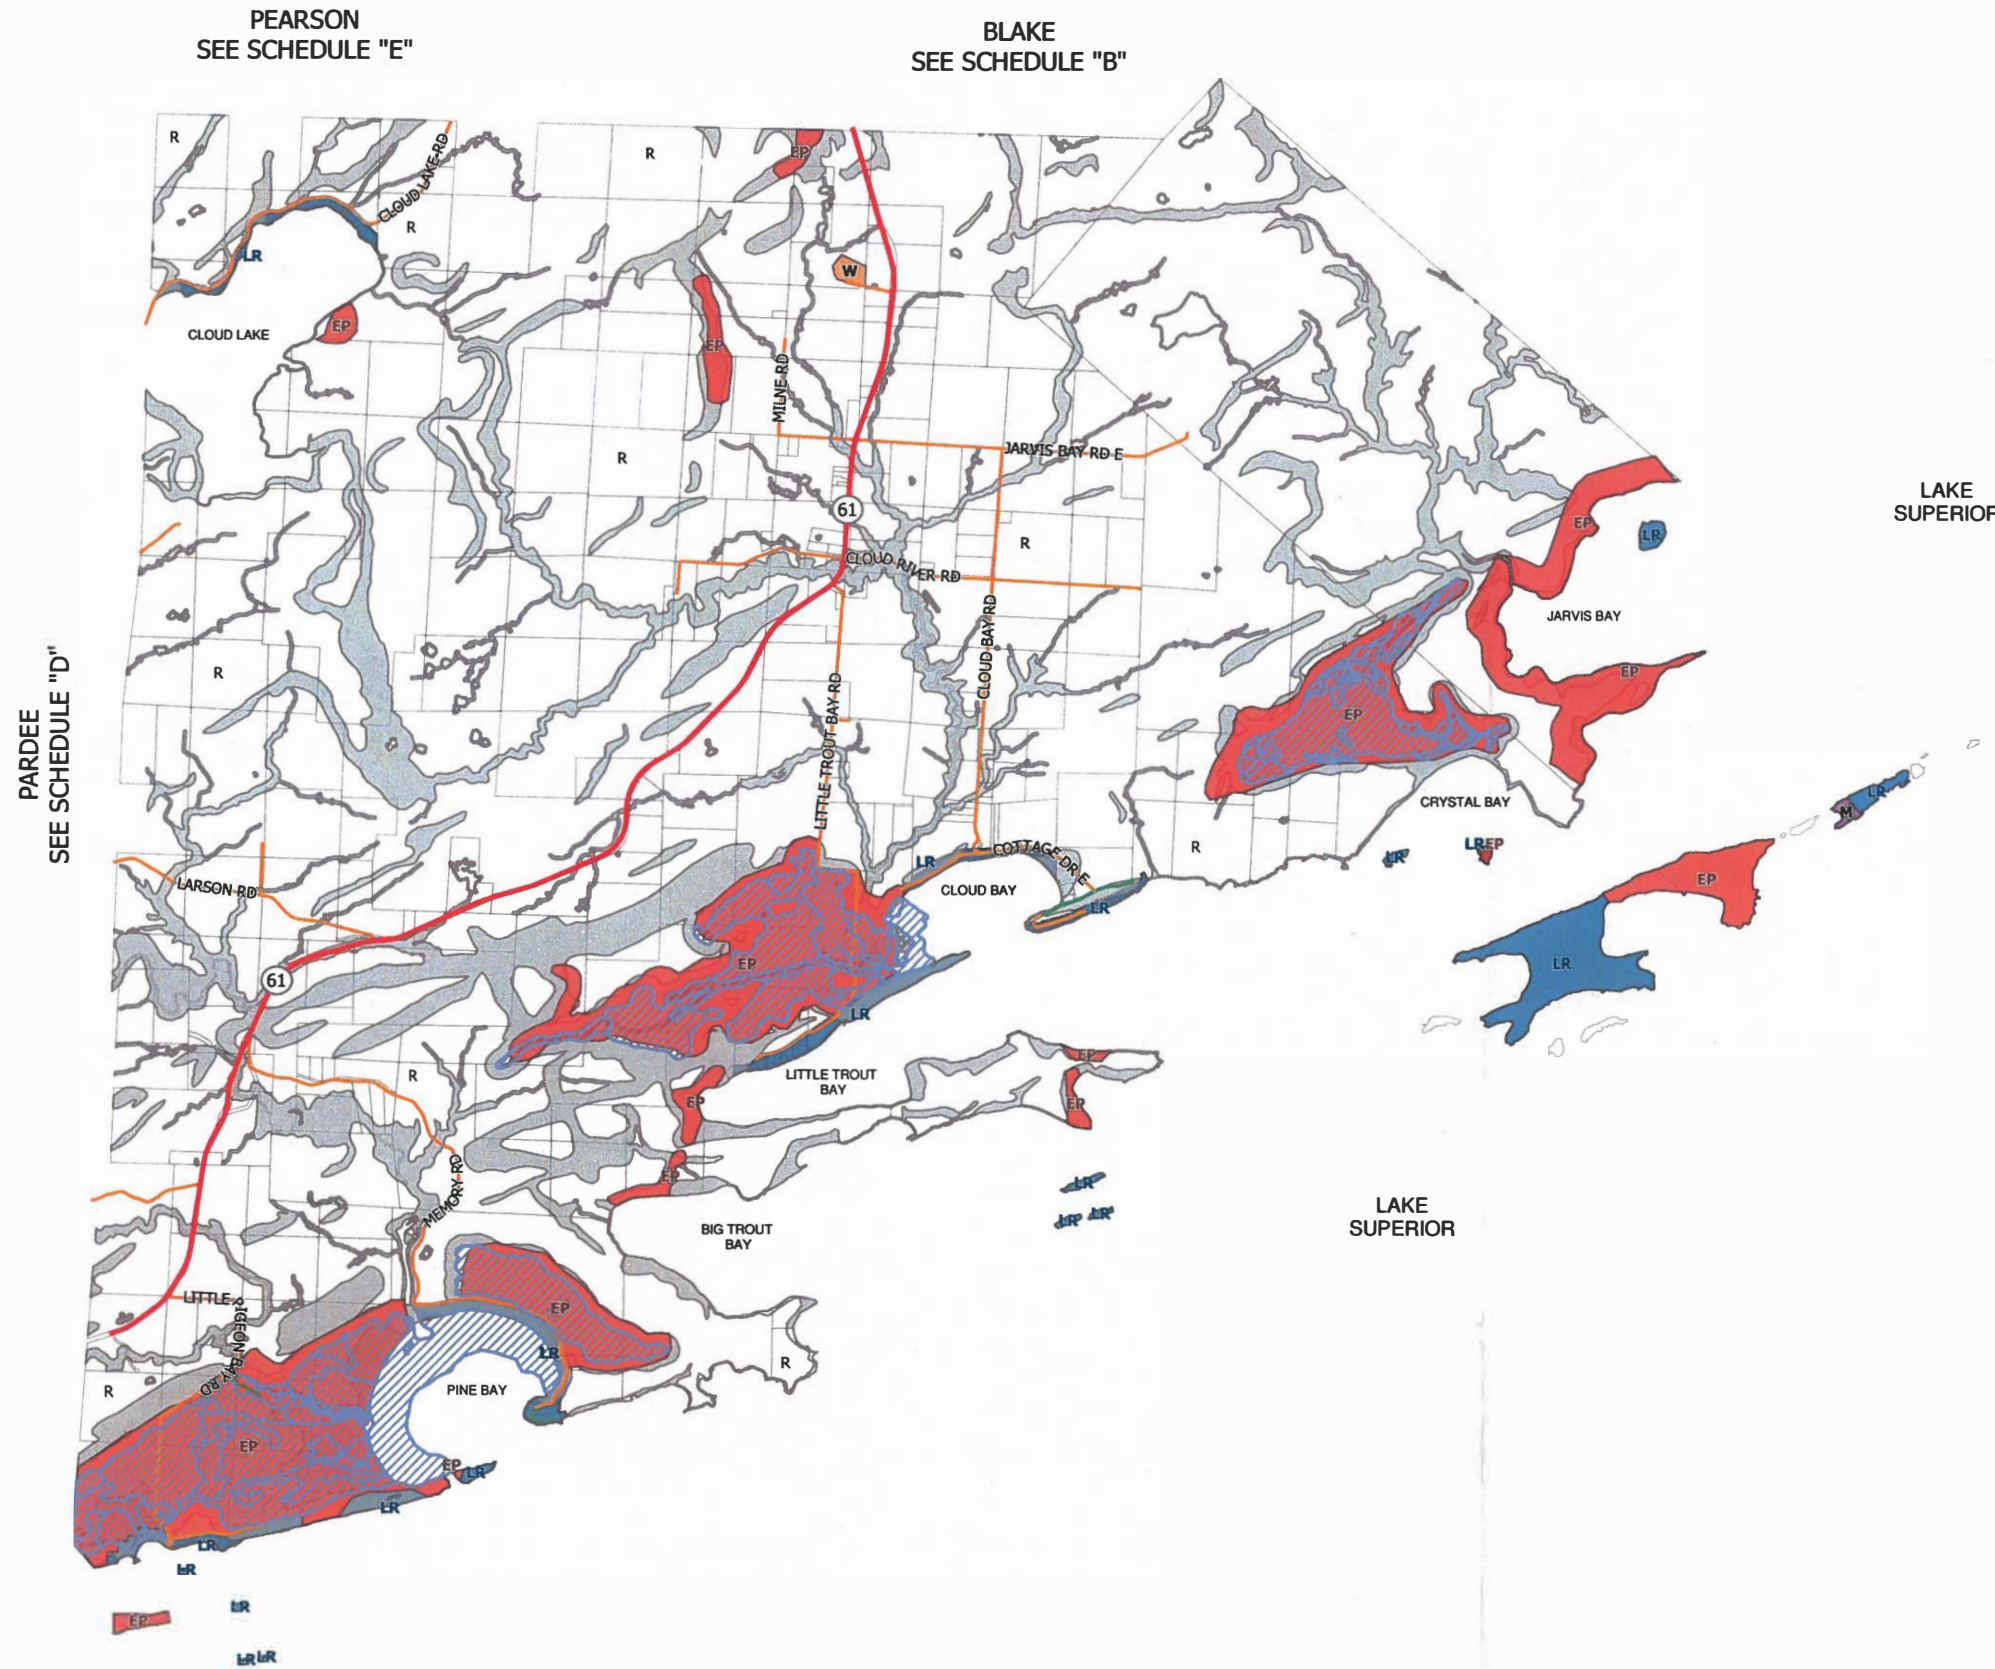 PEARSON
SEE SCHEDULE "E"
BLAKE
SEE SCHEDULE "B"
R
CLOUD LAKE RD
R
EP
R
LR
W
CLOUD LAKE
EP
EP
MILNE RD
R
JARVIS BAY RD E
LAKE
SUPERIOR
61
EP
LR
R
CLOUD RIVER RD
JARVIS BAY
CLOUD BAY RD
PARDEE
SEE SCHEDULE "D"
R
EP
EP
LITTLE TROUT BAY RD
CRYSTAL BAY
LR
M
R
LR
LR
EP
COTTAGE DR E
LR
CLOUD BAY
LARSON RD
EP
LR
EP
LR
61
LR
R
LITTLE TROUT
BAY
EP
EP
EP
EP
MEMORY RD
LR
LR
LR
LAKE
SUPERIOR
BIG TROUT
BAY
LITTLE
PIGEON BAY RD
EP
LR
R
R
PINE BAY
EP
EP
LR
LR
LR
LR
EP
LR
LR
LR